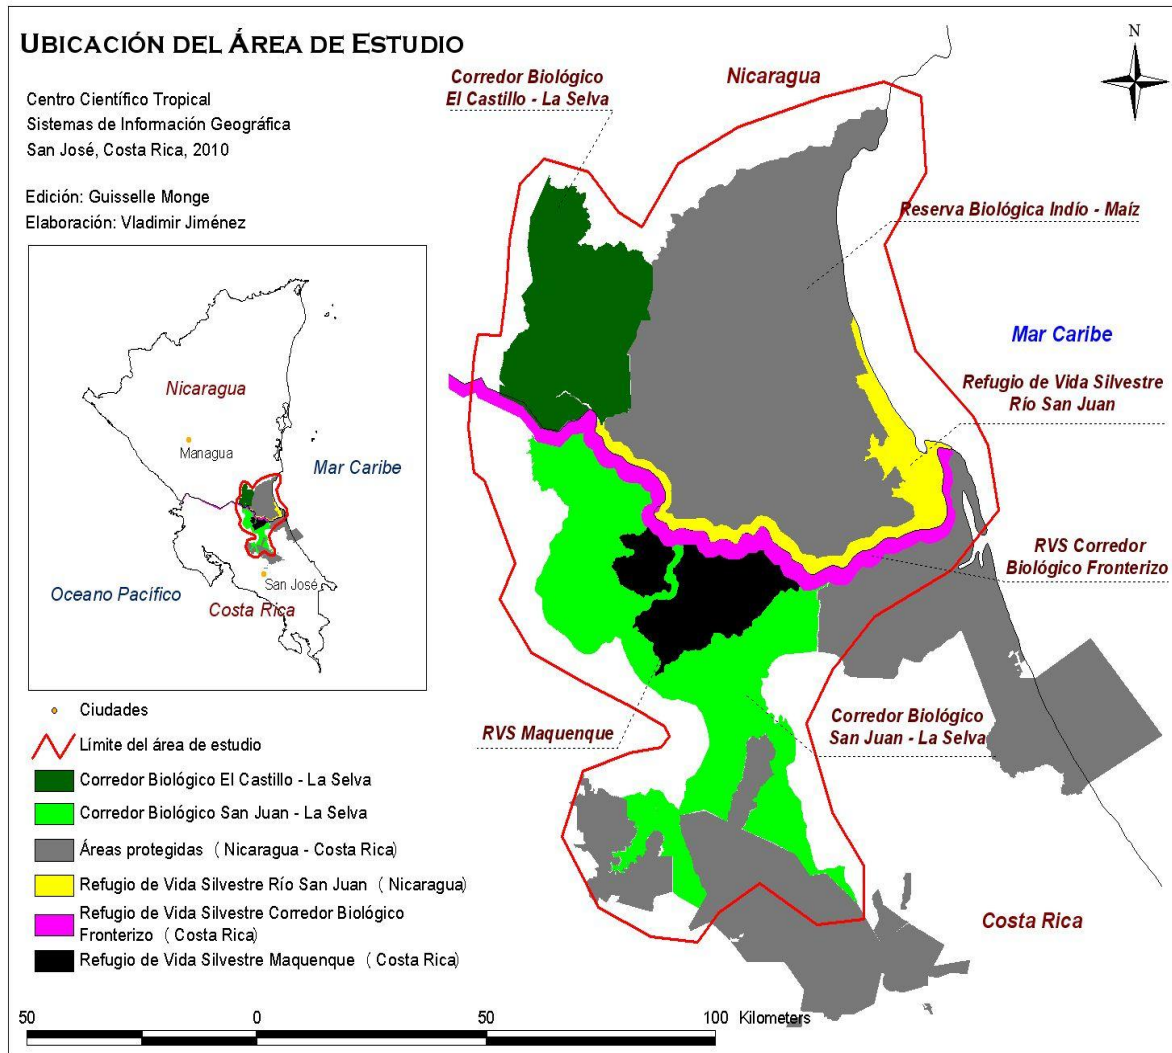 UBICACIÓN DEL ÁREA DE ESTUDIO
Centro Científico Tropical
Sistemas de Información Geográfica
San José, Costa Rica, 2010
Edición: Guisselle Monge
Elaboración: Vladimir Jiménez
Nicaragua
Managua
Mar Caribe
San José
Oceano Pacífico
Costa Rica
Ciudades
Límite del área de estudio
Corredor Biológico El Castillo - La Selva
Corredor Biológico San Juan - La Selva
Áreas protegidas ( Nicaragua - Costa Rica)
Refugio de Vida Silvestre Río San Juan ( Nicaragua)
Refugio de Vida Silvestre Corredor Biológico
Fronterizo ( Costa Rica)
Refugio de Vida Silvestre Maquenque ( Costa Rica)
50 0 50 100 Kilometers
Corredor Biológico
El Castillo - La Selva
Nicaragua
N
Reserva Biológica Indío - Maíz
Mar Caribe
Refugio de Vida Silvestre
Río San Juan
RVS Corredor
Biológico Fronterizo
RVS Maquenque
Corredor Biológico
San Juan - La Selva
Costa Rica